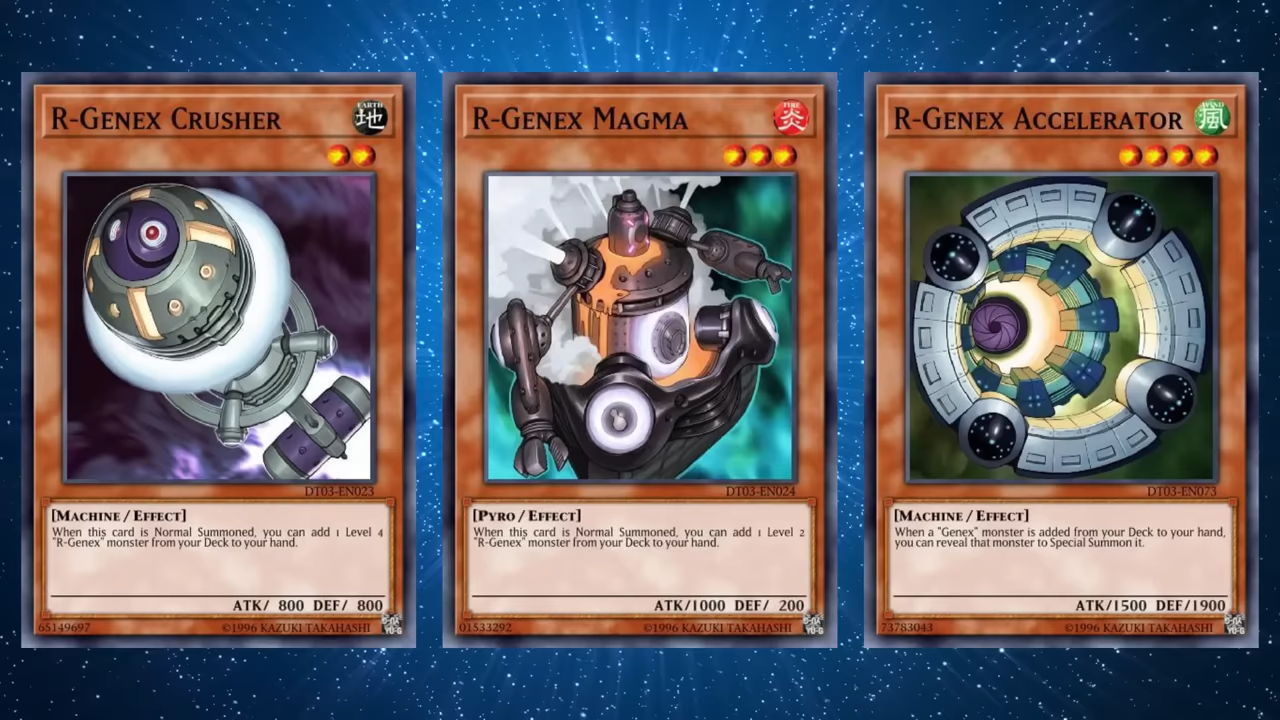 R-Genex Crusher
EARTH
地
DT03-EN023
[Machine / Effect]
When this card is Normal Summoned, you can add 1 Level 4
"R-Genex" monster from your Deck to your hand.
ATK/ 800 DEF/ 800
65149697
©1996 KAZUKI TAKAHASHI
R-Genex Magma
FIRE
炎
DT03-EN024
[Pyro / Effect]
When this card is Normal Summoned, you can add 1 Level 2
"R-Genex" monster from your Deck to your hand.
ATK/1000 DEF/ 200
01533292
©1996 KAZUKI TAKAHASHI
R-Genex Accelerator
WIND
風
DT03-EN073
[Machine / Effect]
When a "Genex" monster is added from your Deck to your hand,
you can reveal that monster to Special Summon it.
ATK/1500 DEF/1900
73783043
©1996 KAZUKI TAKAHASHI